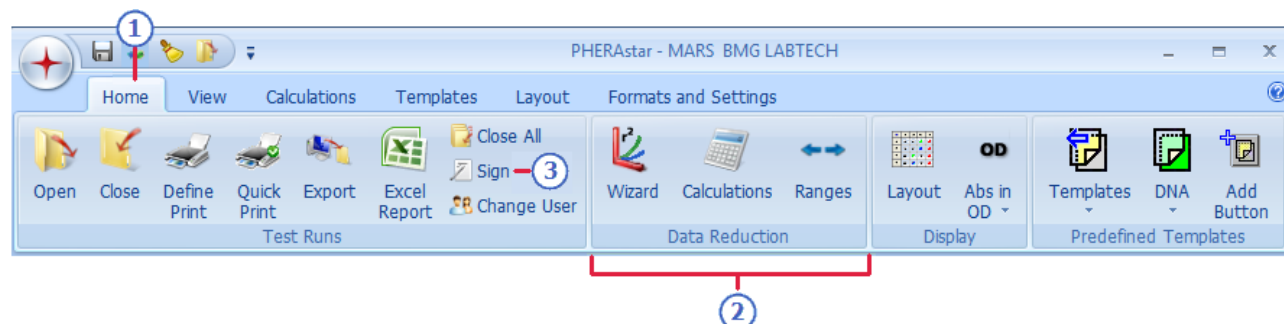 1
PHERAstar - MARS BMG LABTECH
Home View Calculations Templates Layout Formats and Settings
Open
Close
Define
Print
Quick
Print
Export
Excel
Report
Close All
Sign
3
Change User
Test Runs
r²
Wizard
Calculations
Ranges
Data Reduction
Layout
OD
Abs in
OD
Display
Templates
DNA
Add
Button
Predefined Templates
2